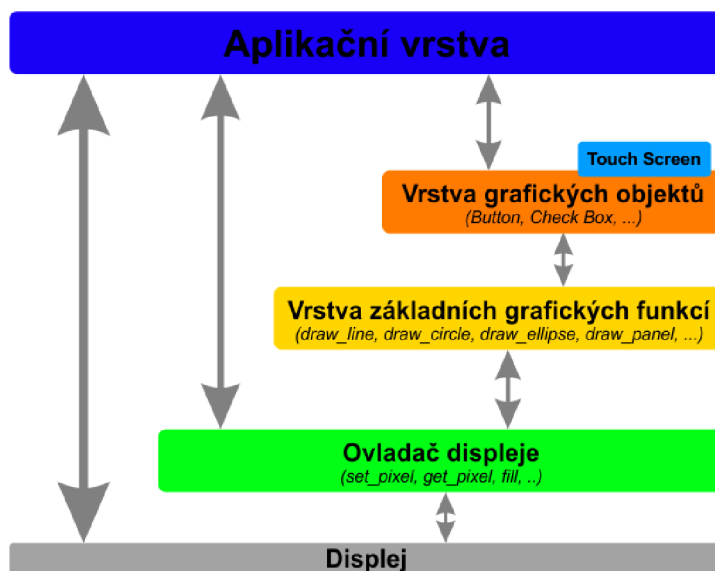 Aplikační vrstva
Touch Screen
Vrstva grafických objektů
(Button, Check Box, ...)
Vrstva základních grafických funkcí
(draw_line, draw_circle, draw_ellipse, draw_panel, ...)
Ovladač displeje
(set_pixel, get_pixel, fill, ..)
Displej